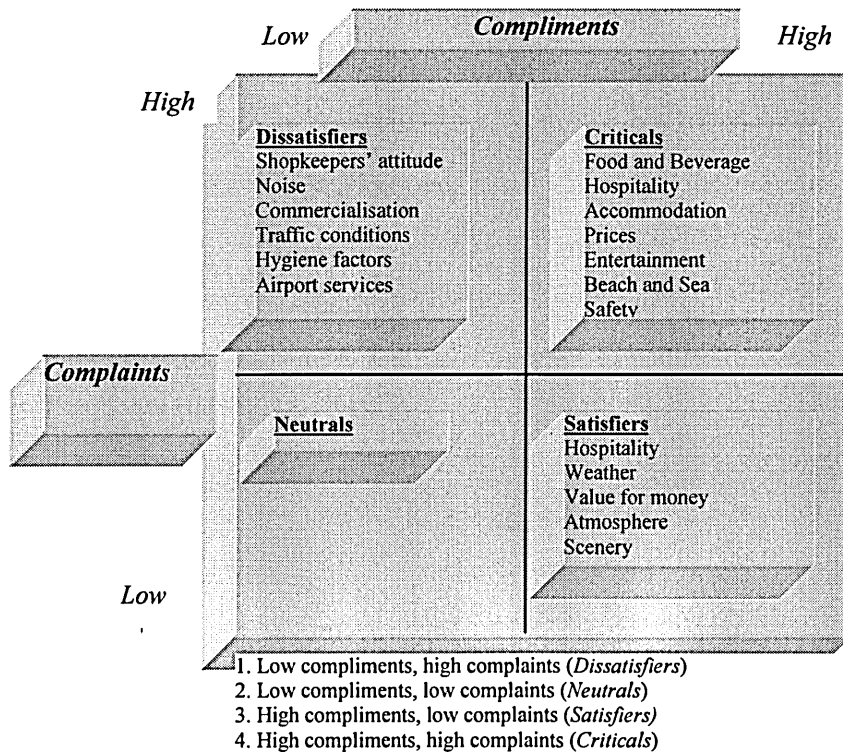 Low
Compliments
High
High
Dissatisfiers
Shopkeepers' attitude
Noise
Commercialisation
Traffic conditions
Hygiene factors
Airport services
Criticals
Food and Beverage
Hospitality
Accommodation
Prices
Entertainment
Beach and Sea
Safety
Complaints
Neutrals
Satisfiers
Hospitality
Weather
Value for money
Atmosphere
Scenery
Low
1. Low compliments, high complaints (Dissatisfiers)
2. Low compliments, low complaints (Neutrals)
3. High compliments, low complaints (Satisfiers)
4. High compliments, high complaints (Criticals)